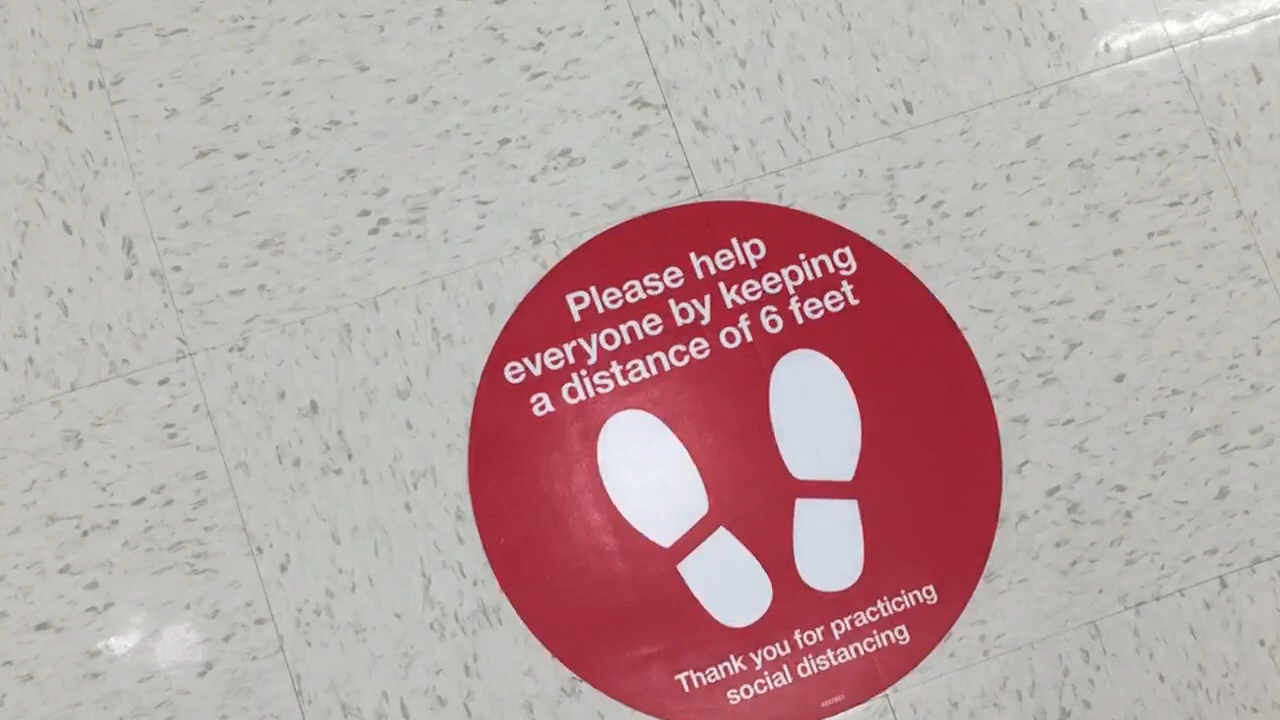 Please help
everyone by keeping
a distance of 6 feet
Thank you for practicing
social distancing